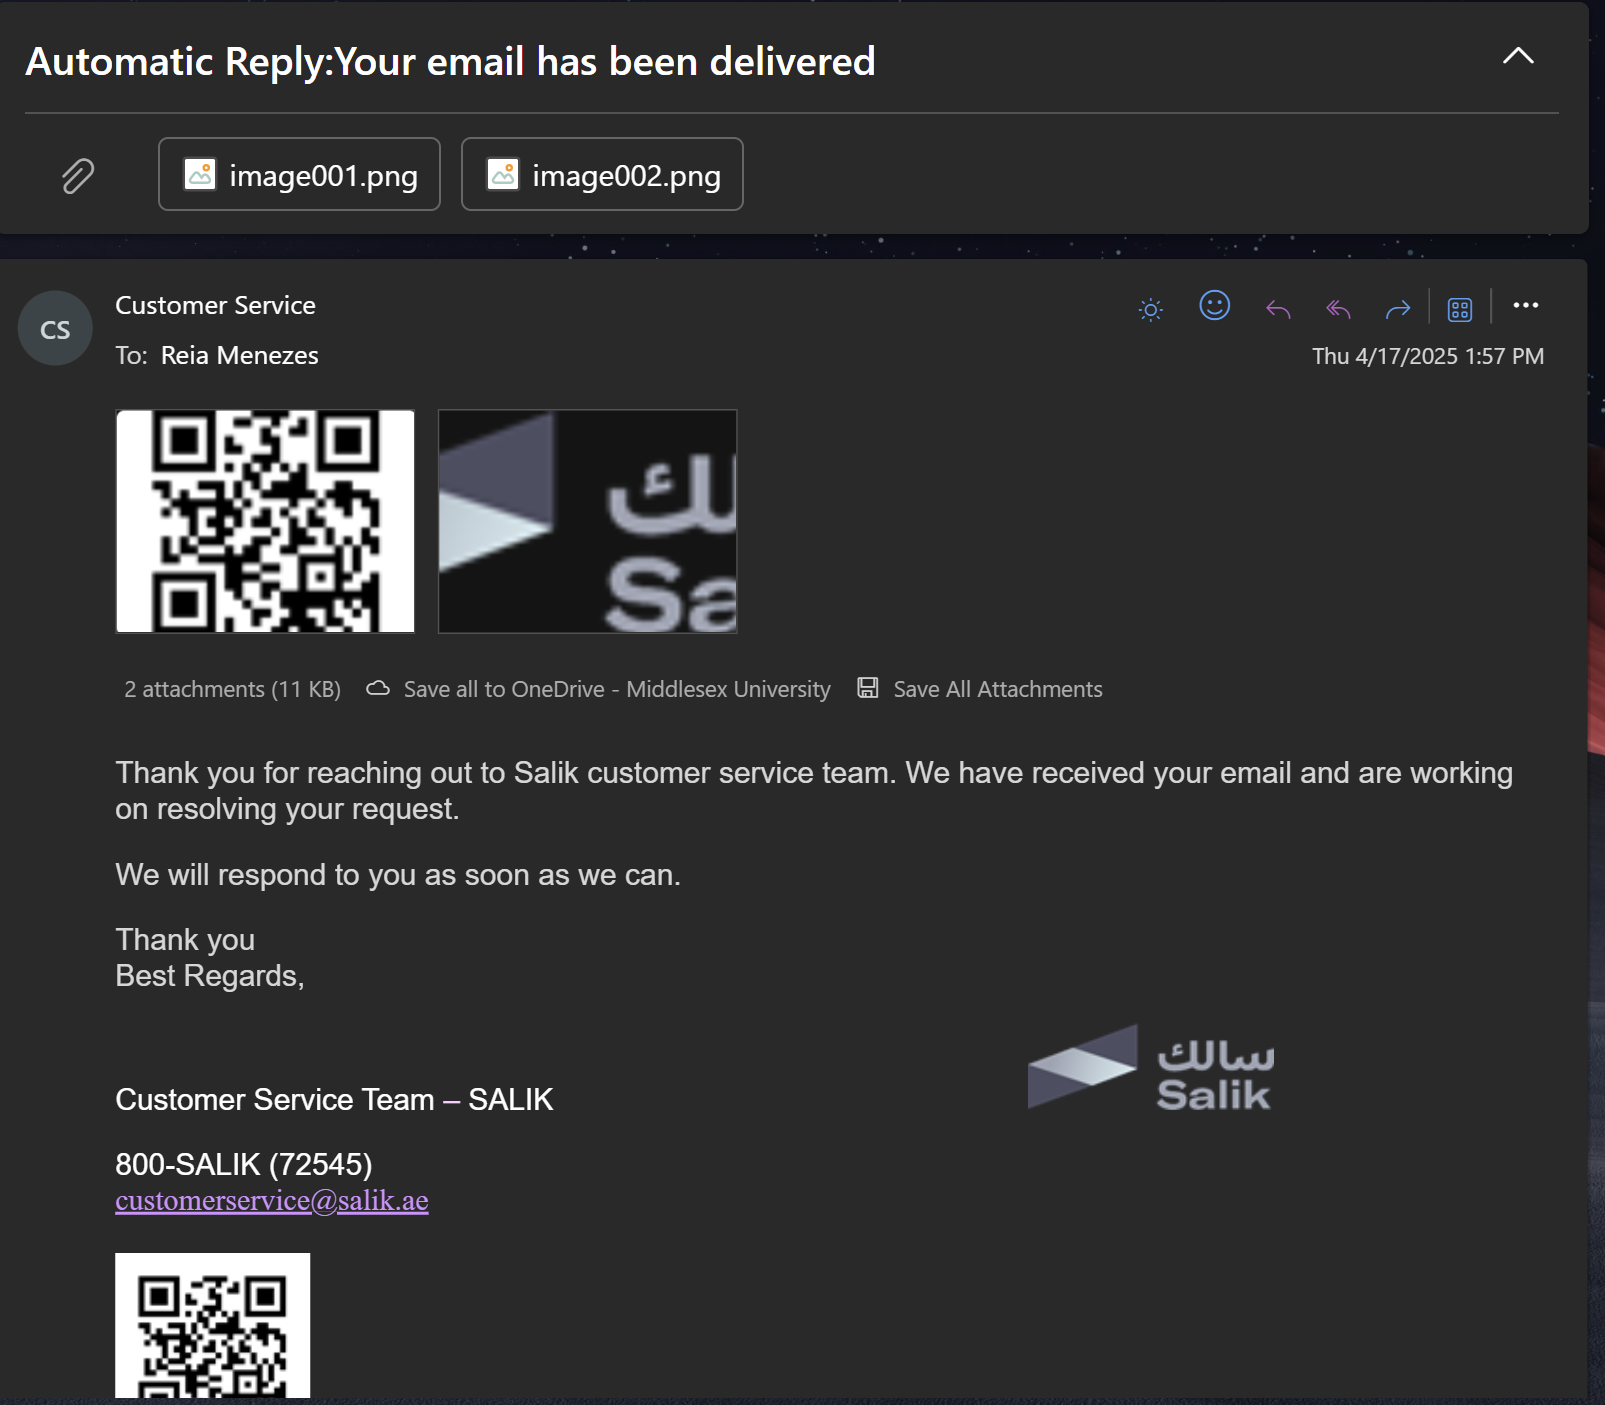 Automatic Reply:Your email has been delivered
image001.png
image002.png
CS
Customer Service
To: Reia Menezes
Thu 4/17/2025 1:57 PM
سالك
Sa
2 attachments (11 KB)
Save all to OneDrive - Middlesex University
Save All Attachments
Thank you for reaching out to Salik customer service team. We have received your email and are working
on resolving your request.
We will respond to you as soon as we can.
Thank you
Best Regards,
سالك
Salik
Customer Service Team – SALIK
800-SALIK (72545)
customerservice@salik.ae